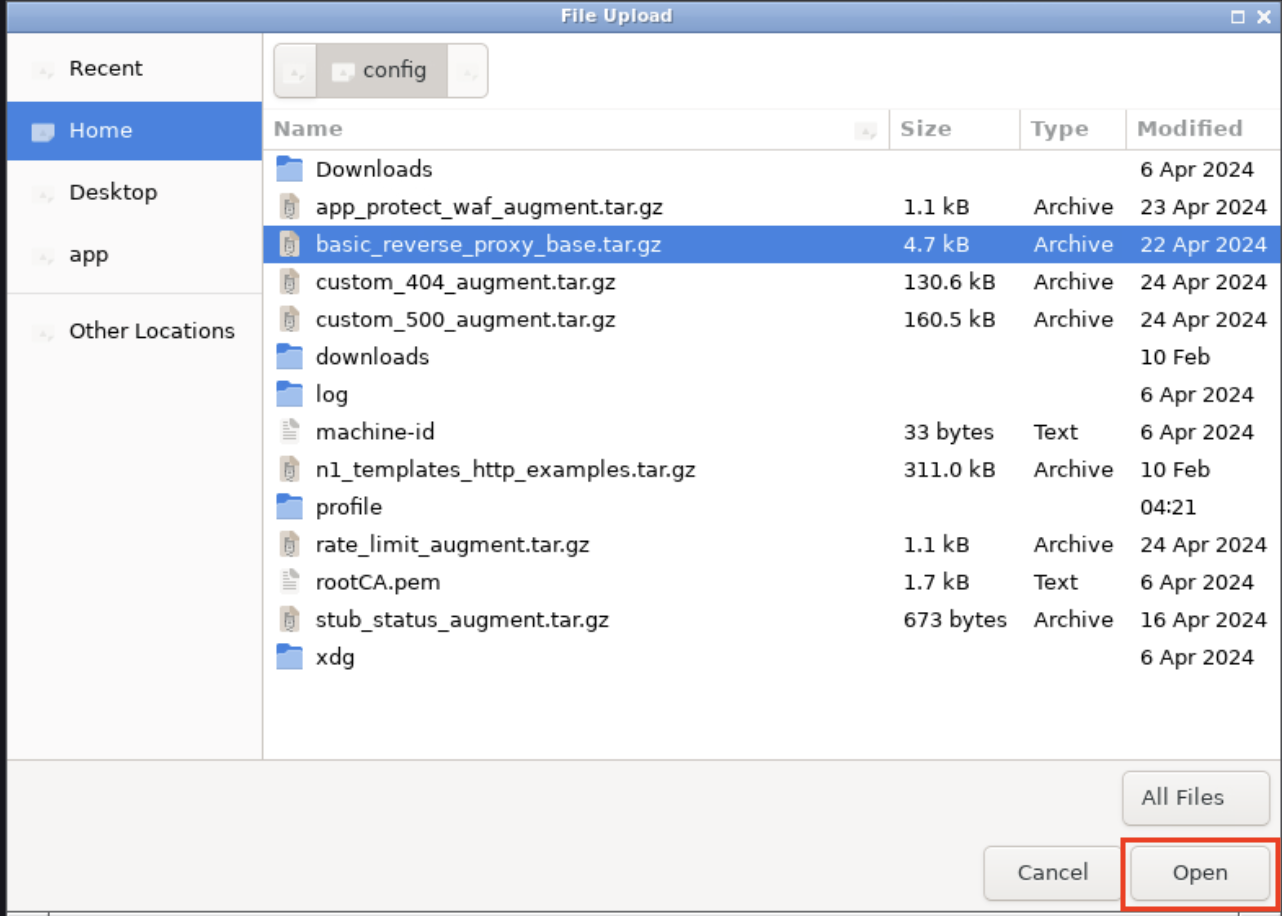 File Upload
Recent
Home
Desktop
app
Other Locations
config
Name Size Type Modified
Downloads 6 Apr 2024
app_protect_waf_augment.tar.gz 1.1 kB Archive 23 Apr 2024
basic_reverse_proxy_base.tar.gz 4.7 kB Archive 22 Apr 2024
custom_404_augment.tar.gz 130.6 kB Archive 24 Apr 2024
custom_500_augment.tar.gz 160.5 kB Archive 24 Apr 2024
downloads 10 Feb
log 6 Apr 2024
machine-id 33 bytes Text 6 Apr 2024
n1_templates_http_examples.tar.gz 311.0 kB Archive 10 Feb
profile 04:21
rate_limit_augment.tar.gz 1.1 kB Archive 24 Apr 2024
rootCA.pem 1.7 kB Text 6 Apr 2024
stub_status_augment.tar.gz 673 bytes Archive 16 Apr 2024
xdg 6 Apr 2024
All Files
Cancel Open